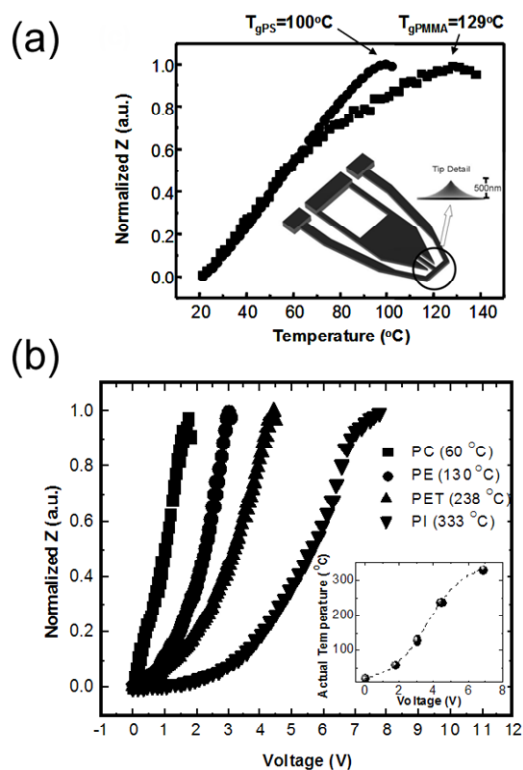 (a)
TgPS=100°C TgPMMA=129°C
Normalized Z (a.u.)
1.0
0.8
0.6
0.4
0.2
0.0
Tip Detail
500nm
20 40 60 80 100 120 140
Temperature (°C)
(b)
Normalized Z (a.u.)
1.0
0.8
0.6
0.4
0.2
0.0
PC (60 °C)
PE (130 °C)
PET (238 °C)
PI (333 °C)
Actual Temperature (°C)
300
200
100
0 2 4 6 8
Voltage (V)
-1 0 1 2 3 4 5 6 7 8 9 10 11 12
Voltage (V)